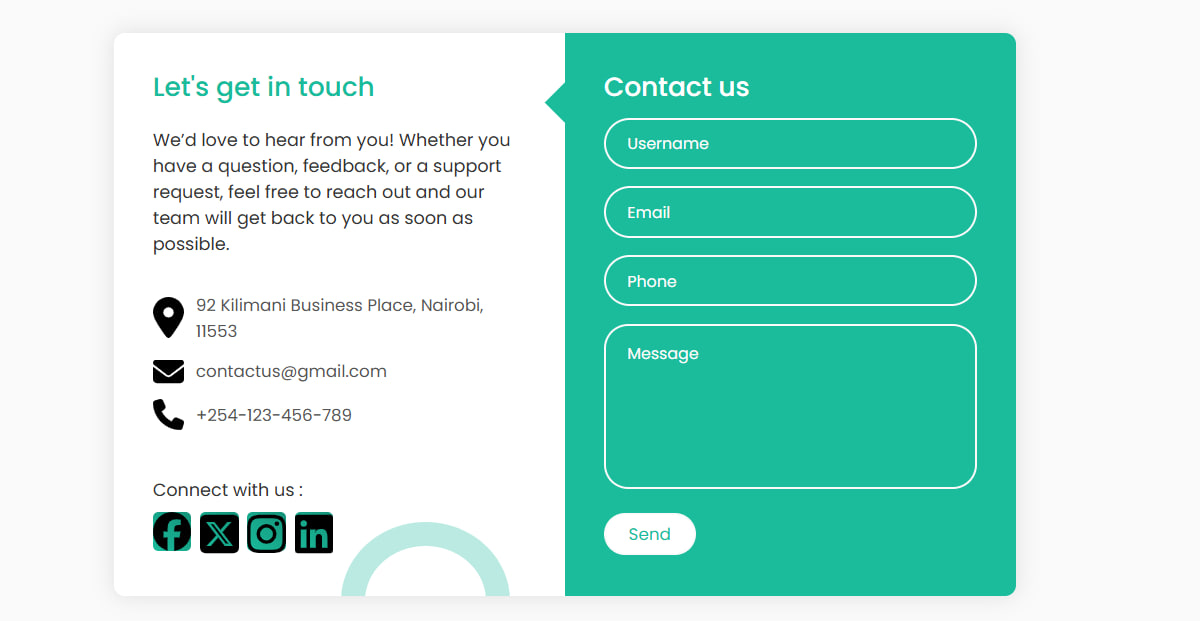 Let's get in touch
We’d love to hear from you! Whether you
have a question, feedback, or a support
request, feel free to reach out and our
team will get back to you as soon as
possible.
92 Kilimani Business Place, Nairobi,
11553
contactus@gmail.com
+254-123-456-789
Connect with us :
Contact us
Username
Email
Phone
Message
Send